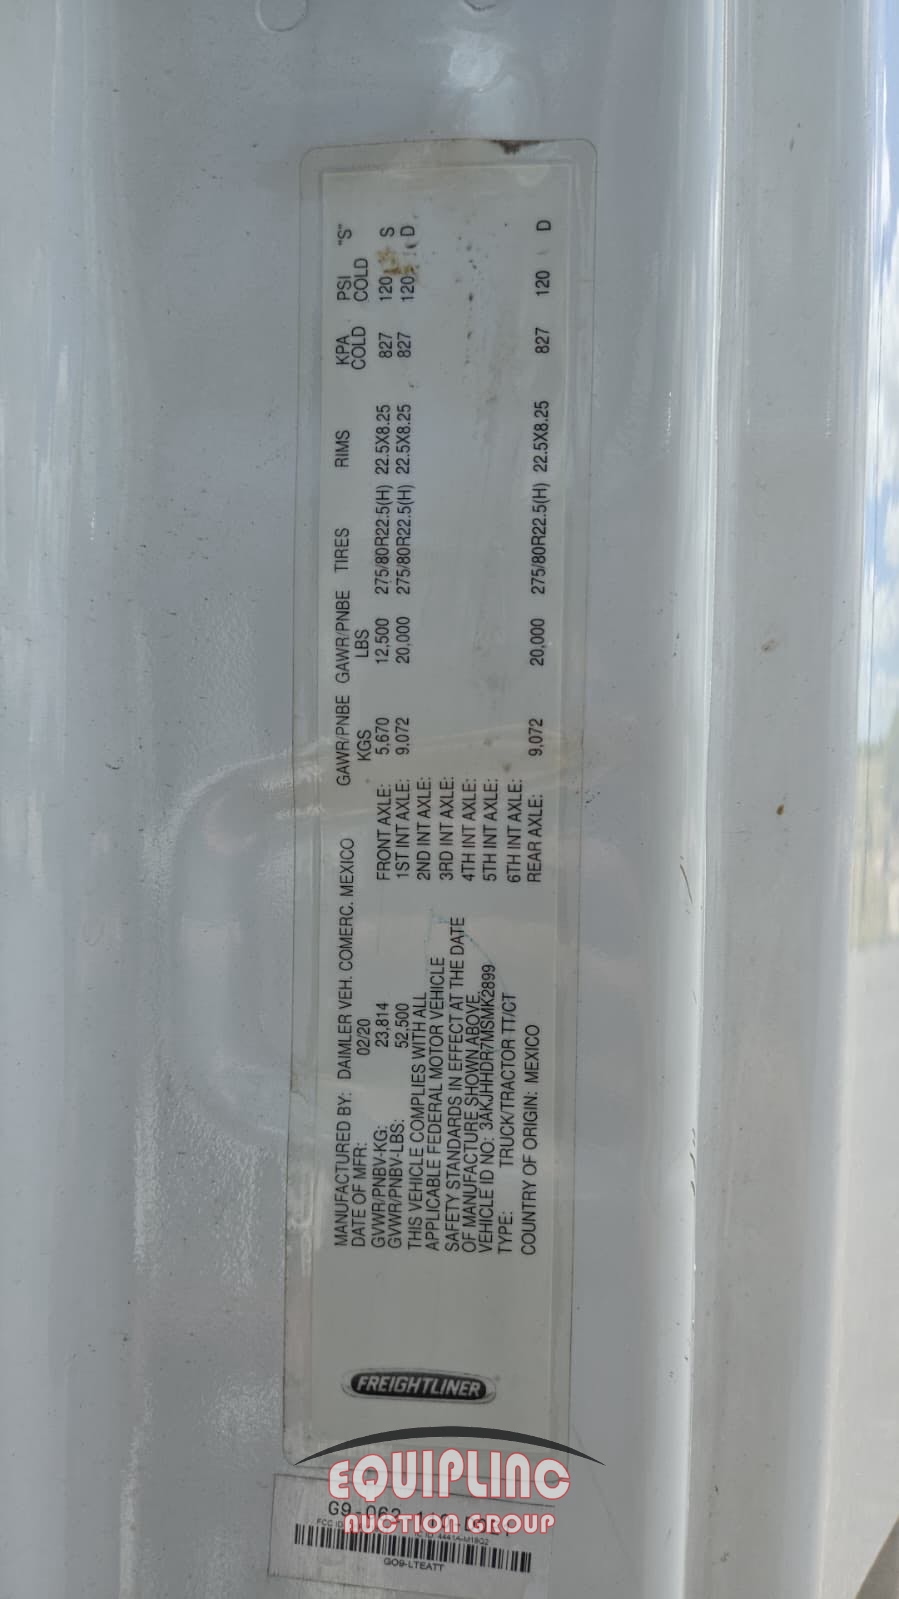 FREIGHTLINER
MANUFACTURED BY: DAIMLER VEH. COMERC. MEXICO
DATE OF MFR: 02/20
GVWR/PNBV-KG: 23,814
GVWR/PNBV-LBS: 52,500
THIS VEHICLE COMPLIES WITH ALL
APPLICABLE FEDERAL MOTOR VEHICLE
SAFETY STANDARDS IN EFFECT AT THE DATE
OF MANUFACTURE SHOWN ABOVE.
VEHICLE ID NO: 3AKJHHDR7MSMK2899
TYPE: TRUCK/TRACTOR TT/CT
COUNTRY OF ORIGIN: MEXICO
GAWR/PNBE GAWR/PNBE TIRES RIMS KPA PSI "S"
KGS LBS COLD COLD
FRONT AXLE: 5,670 12,500 275/80R22.5(H) 22.5X8.25 827 120 S
1ST INT AXLE: 9,072 20,000 275/80R22.5(H) 22.5X8.25 827 120 D
2ND INT AXLE:
3RD INT AXLE:
4TH INT AXLE:
5TH INT AXLE:
6TH INT AXLE:
REAR AXLE: 9,072 20,000 275/80R22.5(H) 22.5X8.25 827 120 D
EQUIPLINC
AUCTION GROUP
FCC ID
GO9-LTEATT